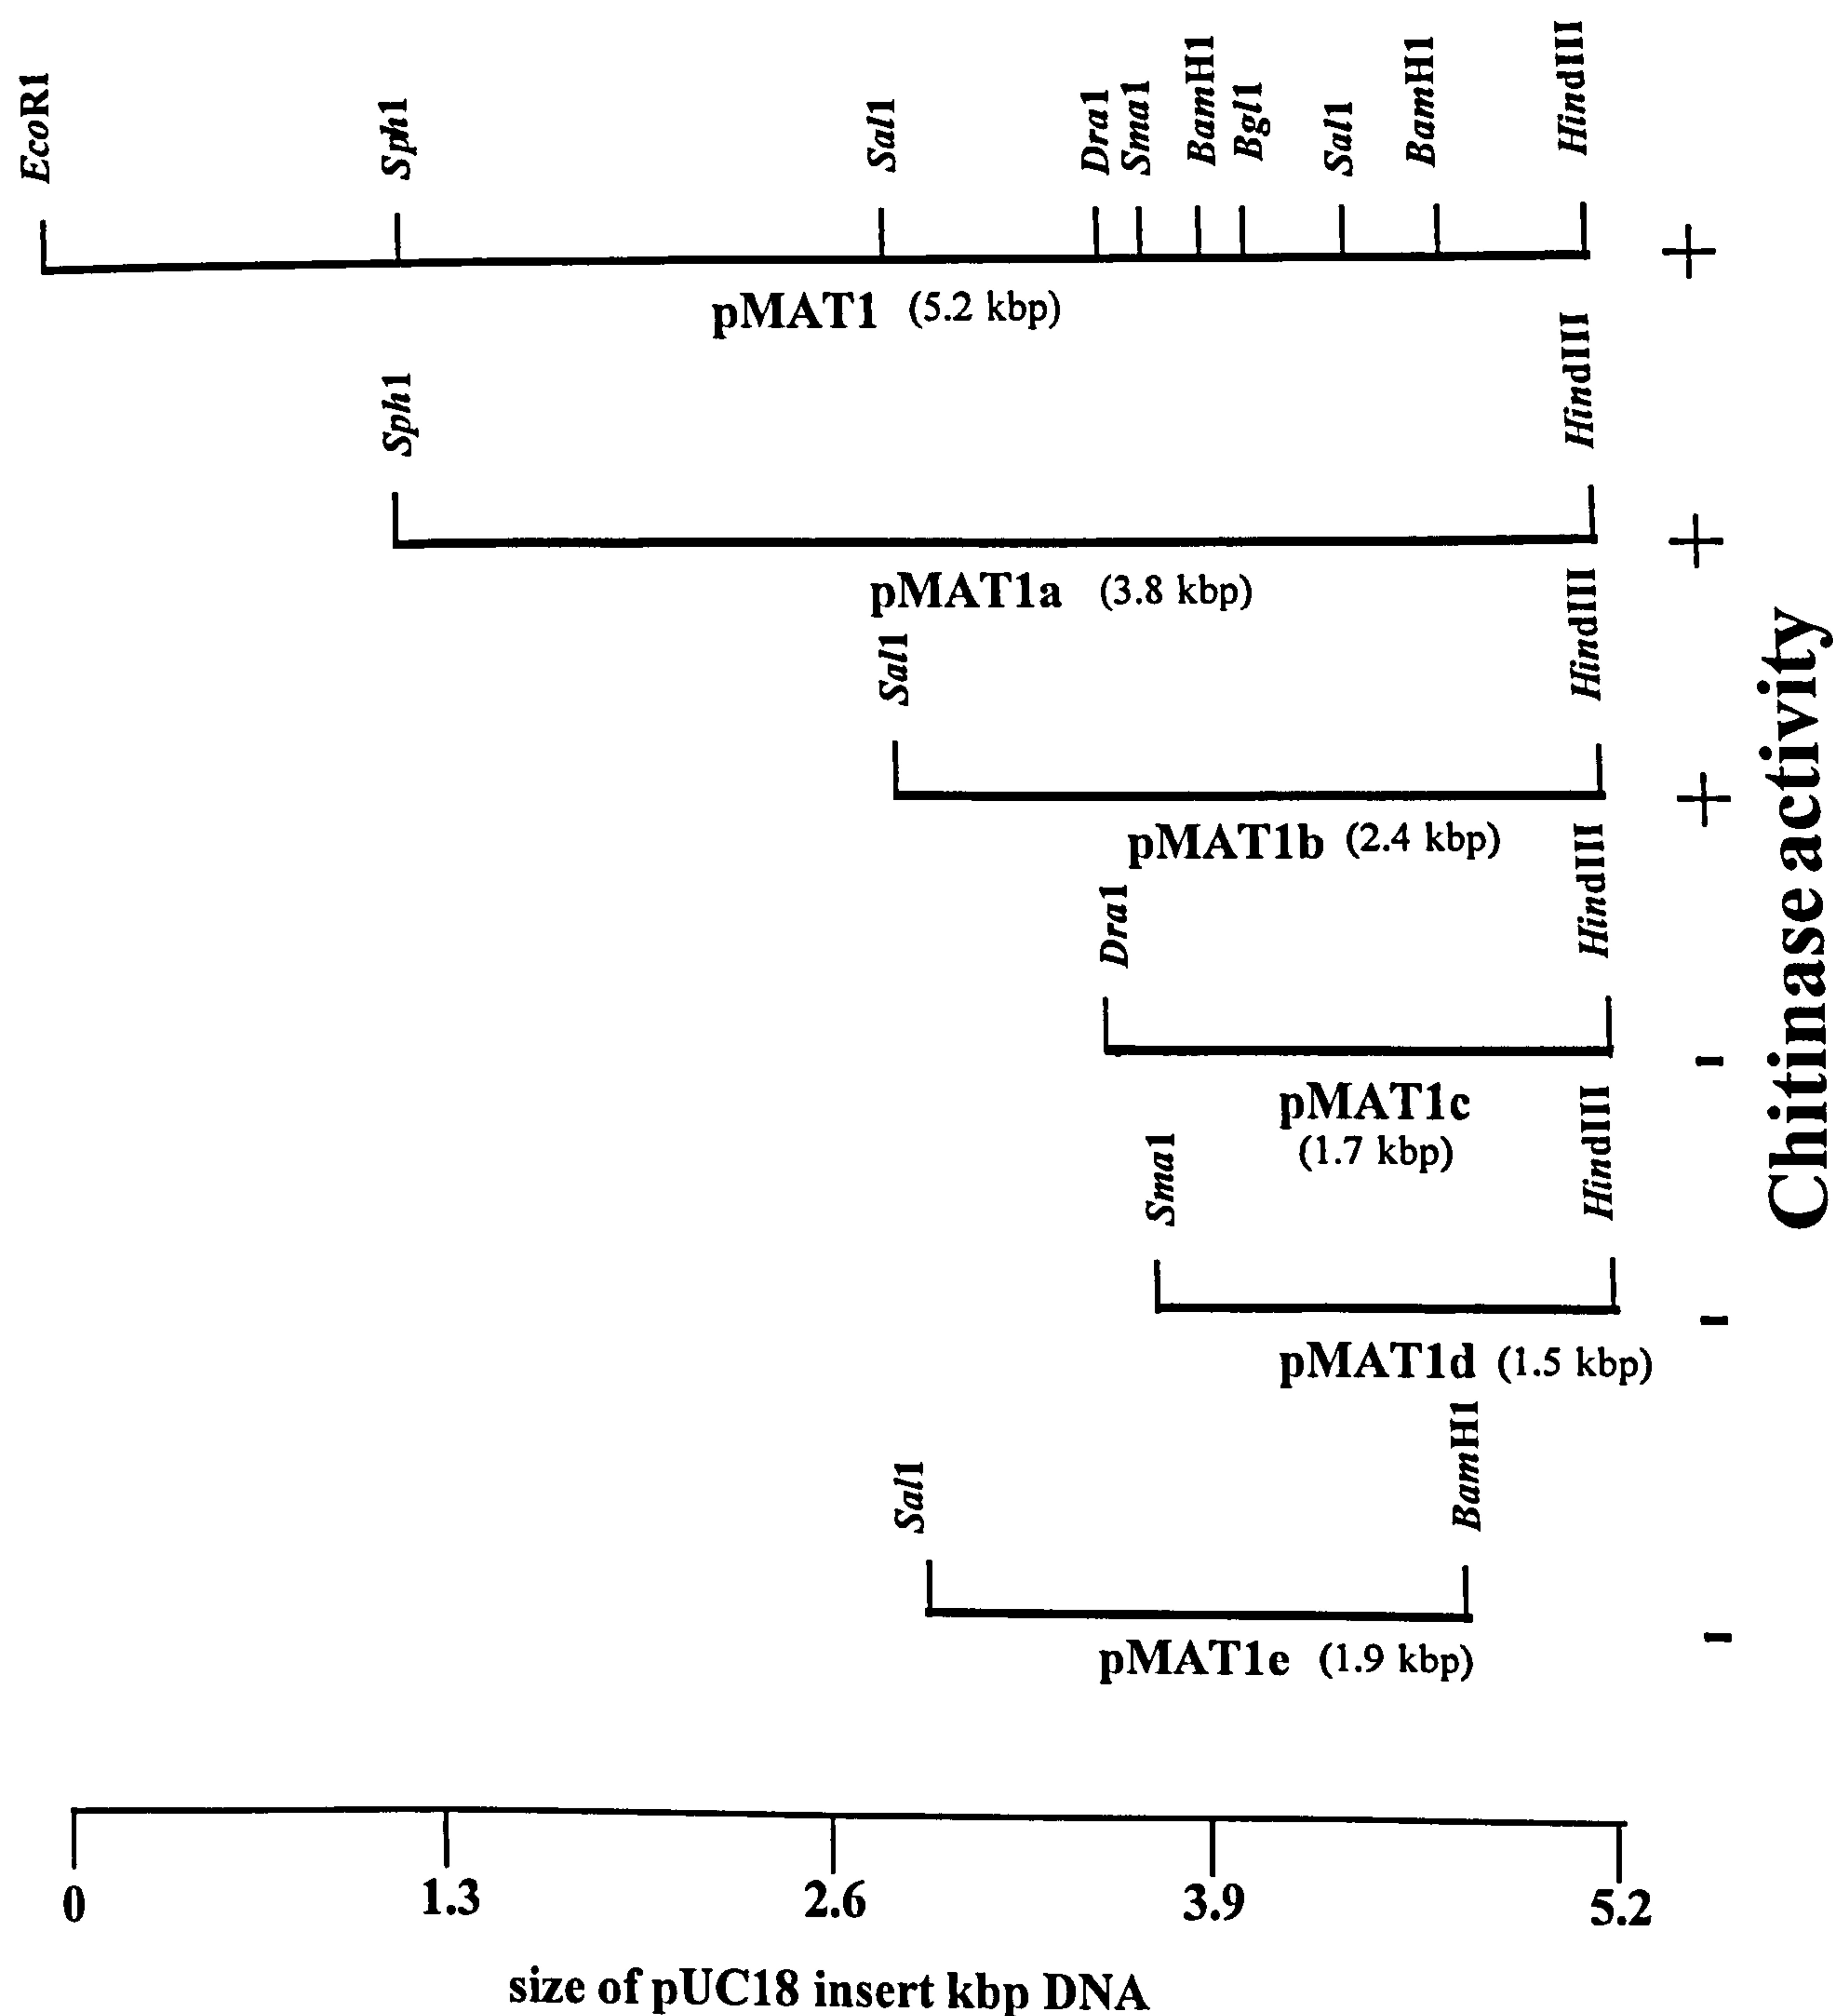 EcoR1
Sph1
Sal1
Dra1
Sma1
BamH1
Bgl1
Sal1
BamH1
HindIII
+
pMAT1 (5.2 kbp)
Sph1
HindIII
+
pMAT1a (3.8 kbp)
Sal1
HindIII
+
pMAT1b (2.4 kbp)
Dra1
HindIII
-
pMAT1c
(1.7 kbp)
Sma1
HindIII
-
pMAT1d (1.5 kbp)
Sal1
BamH1
-
pMAT1e (1.9 kbp)
Chitinase activity
0 1.3 2.6 3.9 5.2
size of pUC18 insert kbp DNA